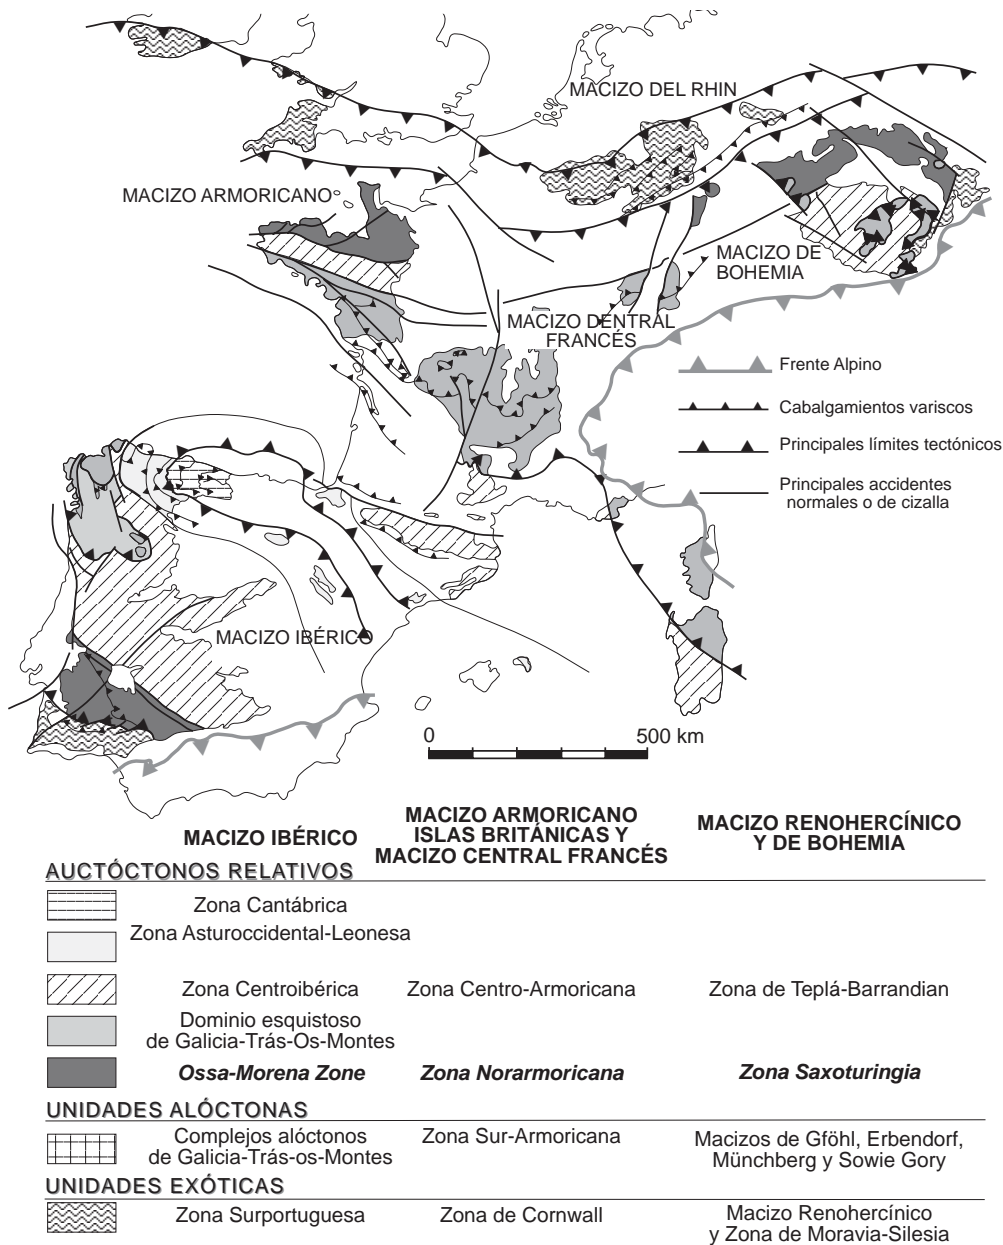 MACIZO DEL RHIN
MACIZO ARMORICANO
MACIZO DE
BOHEMIA
MACIZO DENTRAL
FRANCÉS
Frente Alpino
Cabalgamientos variscos
Principales límites tectónicos
Principales accidentes
normales o de cizalla
MACIZO IBÉRICO
0 500 km
MACIZO IBÉRICO
MACIZO ARMORICANO
ISLAS BRITÁNICAS Y
MACIZO CENTRAL FRANCÉS
MACIZO RENOHERCÍNICO
Y DE BOHEMIA
AUCTÓCTONOS RELATIVOS
Zona Cantábrica
Zona Asturoccidental-Leonesa
Zona Centroibérica Zona Centro-Armoricana Zona de Teplá-Barrandian
Dominio esquistoso
de Galicia-Trás-Os-Montes
Ossa-Morena Zone Zona Norarmoricana Zona Saxoturingia
UNIDADES ALÓCTONAS
Complejos alóctonos
de Galicia-Trás-os-Montes
Zona Sur-Armoricana
Macizos de Gföhl, Erbendorf,
Münchberg y Sowie Gory
UNIDADES EXÓTICAS
Zona Surportuguesa Zona de Cornwall
Macizo Renohercínico
y Zona de Moravia-Silesia